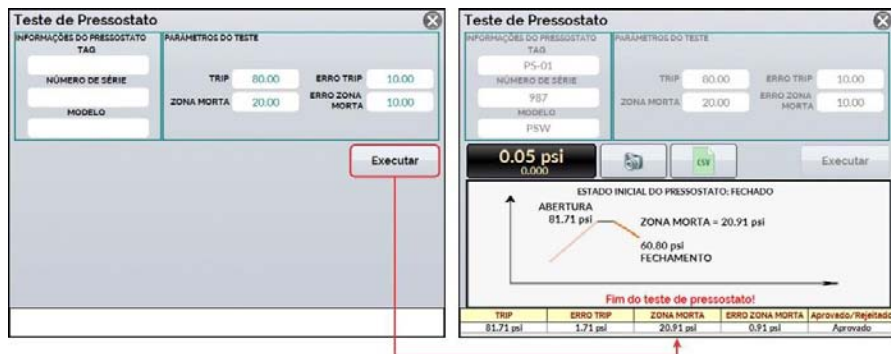 Teste de Pressostato
INFORMAÇÕES DO PRESSOSTATO
TAG
NÚMERO DE SÉRIE
MODELO
PARÂMETROS DO TESTE
TRIP 80.00 ERRO TRIP 10.00
ZONA MORTA 20.00 ERRO ZONA MORTA 10.00
Executar
Teste de Pressostato
INFORMAÇÕES DO PRESSOSTATO
TAG
PS-01
NÚMERO DE SÉRIE
987
MODELO
PSW
PARÂMETROS DO TESTE
TRIP 80.00 ERRO TRIP 10.00
ZONA MORTA 20.00 ERRO ZONA MORTA 10.00
0.05 psi
0.000
CSV
Executar
ESTADO INICIAL DO PRESSOSTATO: FECHADO
ABERTURA
81.71 psi
ZONA MORTA = 20.91 psi
60.80 psi
FECHAMENTO
Fim do teste de pressostato!
TRIP ERRO TRIP ZONA MORTA ERRO ZONA MORTA Aprovado/Rejeitado
81.71 psi 1.71 psi 20.91 psi 0.91 psi Aprovado